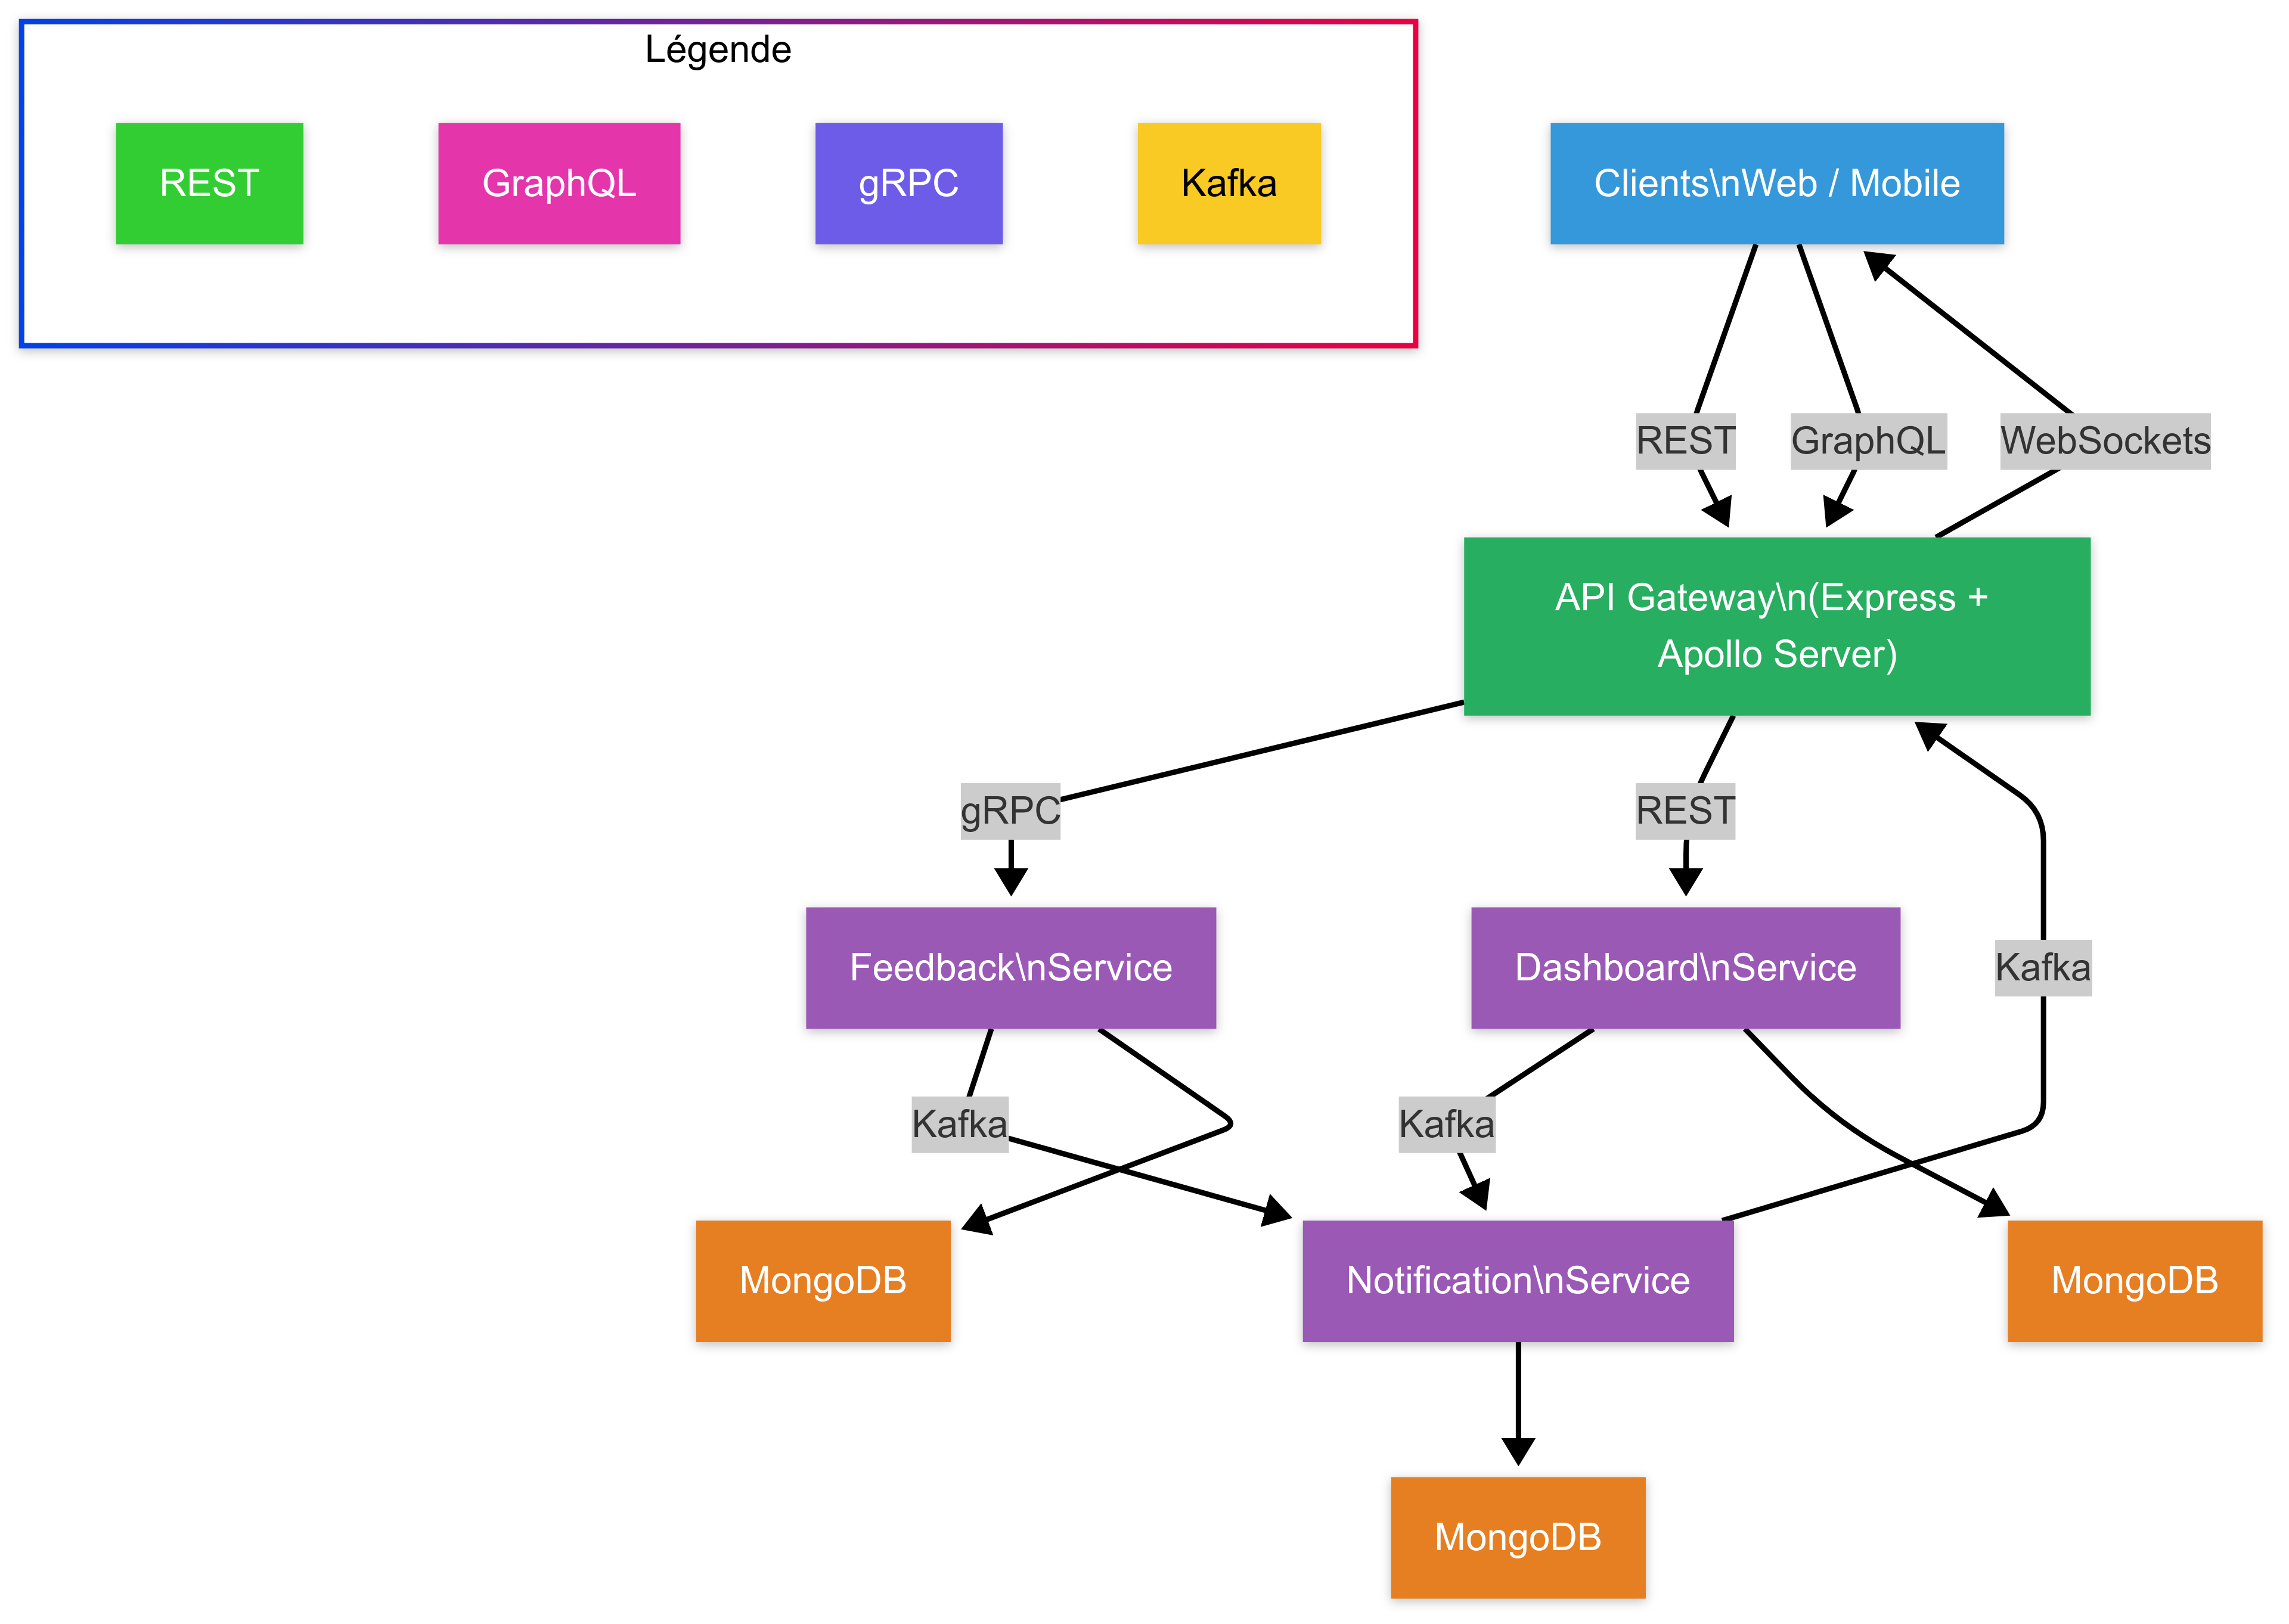 Légende
REST
GraphQL
gRPC
Kafka
Clients\nWeb / Mobile
REST
GraphQL
WebSockets
API Gateway\n(Express +
Apollo Server)
gRPC
REST
Feedback\nService
Dashboard\nService
Kafka
Kafka
Kafka
MongoDB
Notification\nService
MongoDB
MongoDB